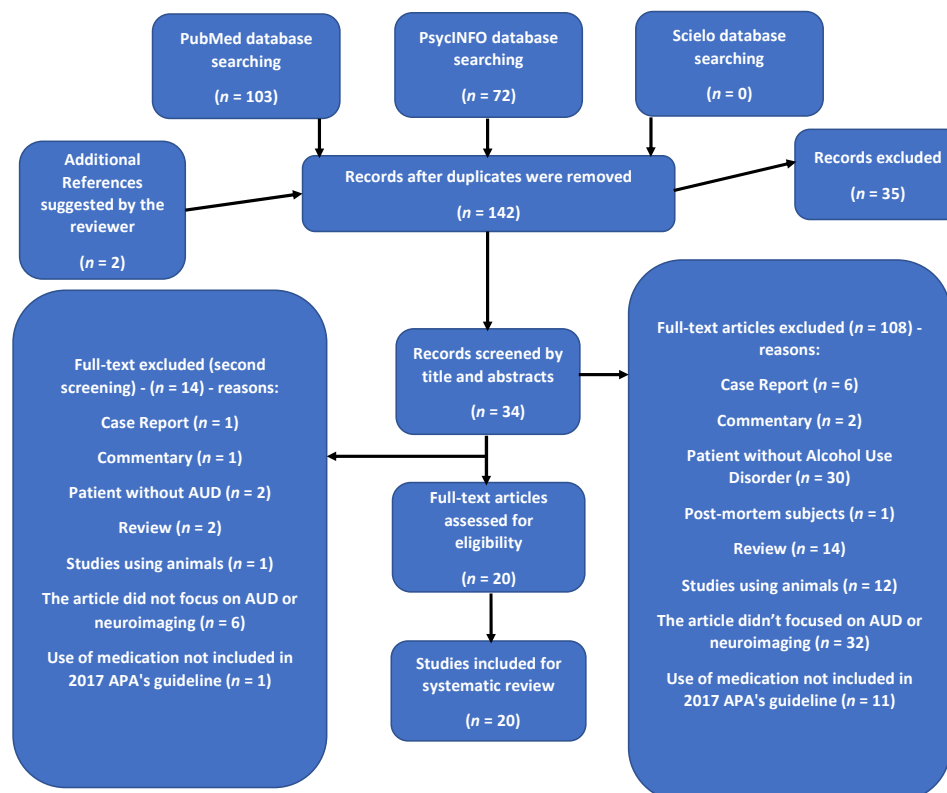 PubMed database
searching
(n = 103)
PsycINFO database
searching
(n = 72)
Scielo database
searching
(n = 0)
Additional
References
suggested by the
reviewer
(n = 2)
Records after duplicates were removed
(n = 142)
Records excluded
(n = 35)
Full-text excluded (second
screening) - (n = 14) - reasons:
Case Report (n = 1)
Commentary (n = 1)
Patient without AUD (n = 2)
Review (n = 2)
Studies using animals (n = 1)
The article did not focus on AUD or
neuroimaging (n = 6)
Use of medication not included in
2017 APA's guideline (n = 1)
Records screened by
title and abstracts
(n = 34)
Full-text articles excluded (n = 108) -
reasons:
Case Report (n = 6)
Commentary (n = 2)
Patient without Alcohol Use
Disorder (n = 30)
Post-mortem subjects (n = 1)
Review (n = 14)
Studies using animals (n = 12)
The article didn’t focused on AUD or
neuroimaging (n = 32)
Use of medication not included in
2017 APA's guideline (n = 11)
Full-text articles
assessed for
eligibility
(n = 20)
Studies included for
systematic review
(n = 20)